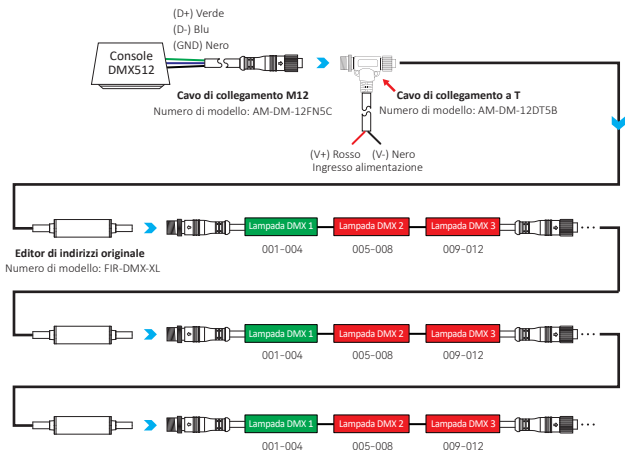 (D+) Verde
(D-) Blu
(GND) Nero
Console
DMX512
Cavo di collegamento M12
Numero di modello: AM-DM-12FN5C
Cavo di collegamento a T
Numero di modello: AM-DM-12DT5B
(V+) Rosso (V-) Nero
Ingresso alimentazione
Editor di indirizzi originale
Numero di modello: FIR-DMX-XL
Lampada DMX 1 Lampada DMX 2 Lampada DMX 3
001-004 005-008 009-012
Lampada DMX 1 Lampada DMX 2 Lampada DMX 3
001-004 005-008 009-012
Lampada DMX 1 Lampada DMX 2 Lampada DMX 3
001-004 005-008 009-012